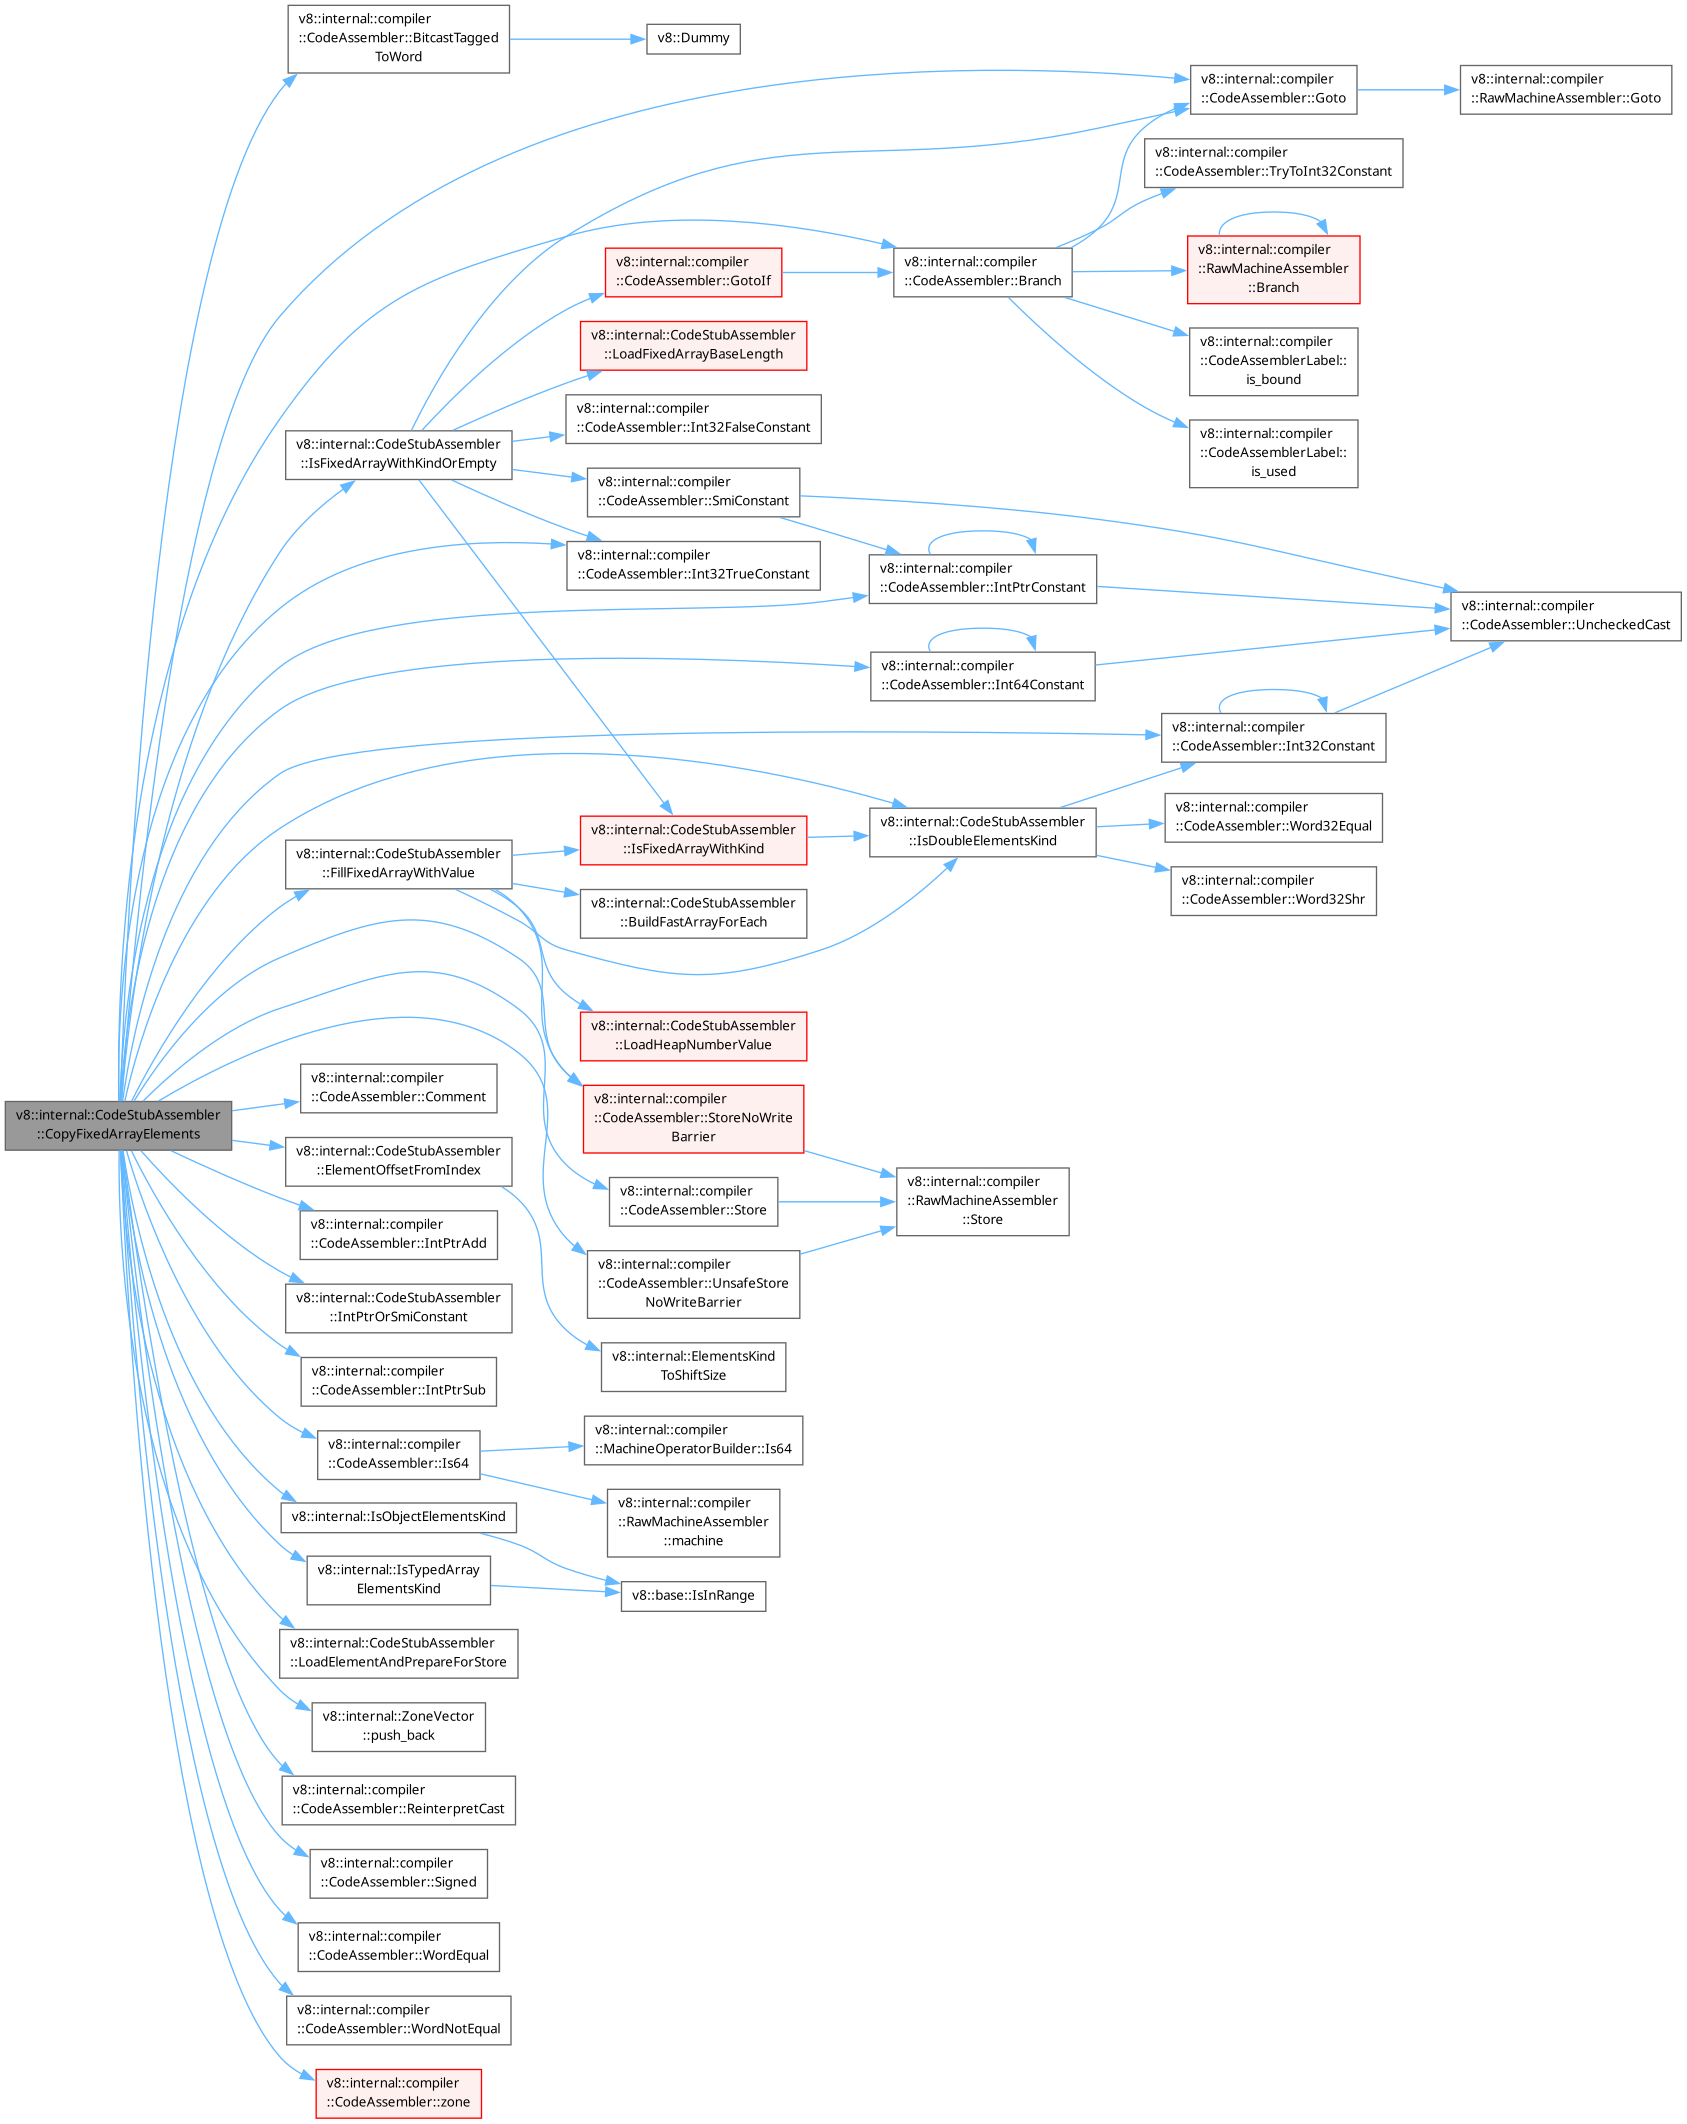 v8::internal::compiler
::CodeAssembler::BitcastTagged
ToWord
v8::Dummy
v8::internal::compiler
::CodeAssembler::Goto
v8::internal::compiler
::RawMachineAssembler::Goto
v8::internal::compiler
::CodeAssembler::TryToInt32Constant
v8::internal::compiler
::CodeAssembler::GotoIf
v8::internal::compiler
::CodeAssembler::Branch
v8::internal::compiler
::RawMachineAssembler
::Branch
v8::internal::CodeStubAssembler
::LoadFixedArrayBaseLength
v8::internal::compiler
::CodeAssemblerLabel::
is_bound
v8::internal::compiler
::CodeAssembler::Int32FalseConstant
v8::internal::CodeStubAssembler
::IsFixedArrayWithKindOrEmpty
v8::internal::compiler
::CodeAssemblerLabel::
is_used
v8::internal::compiler
::CodeAssembler::SmiConstant
v8::internal::compiler
::CodeAssembler::Int32TrueConstant
v8::internal::compiler
::CodeAssembler::IntPtrConstant
v8::internal::compiler
::CodeAssembler::UncheckedCast
v8::internal::compiler
::CodeAssembler::Int64Constant
v8::internal::compiler
::CodeAssembler::Int32Constant
v8::internal::CodeStubAssembler
::IsFixedArrayWithKind
v8::internal::CodeStubAssembler
::IsDoubleElementsKind
v8::internal::compiler
::CodeAssembler::Word32Equal
v8::internal::CodeStubAssembler
::FillFixedArrayWithValue
v8::internal::compiler
::CodeAssembler::Word32Shr
v8::internal::CodeStubAssembler
::BuildFastArrayForEach
v8::internal::CodeStubAssembler
::LoadHeapNumberValue
v8::internal::compiler
::CodeAssembler::Comment
v8::internal::compiler
::CodeAssembler::StoreNoWrite
Barrier
v8::internal::CodeStubAssembler
::CopyFixedArrayElements
v8::internal::CodeStubAssembler
::ElementOffsetFromIndex
v8::internal::compiler
::CodeAssembler::Store
v8::internal::compiler
::RawMachineAssembler
::Store
v8::internal::compiler
::CodeAssembler::IntPtrAdd
v8::internal::compiler
::CodeAssembler::UnsafeStore
NoWriteBarrier
v8::internal::CodeStubAssembler
::IntPtrOrSmiConstant
v8::internal::ElementsKind
ToShiftSize
v8::internal::compiler
::CodeAssembler::IntPtrSub
v8::internal::compiler
::MachineOperatorBuilder::Is64
v8::internal::compiler
::CodeAssembler::Is64
v8::internal::compiler
::RawMachineAssembler
::machine
v8::internal::IsObjectElementsKind
v8::internal::IsTypedArray
ElementsKind
v8::base::IsInRange
v8::internal::CodeStubAssembler
::LoadElementAndPrepareForStore
v8::internal::ZoneVector
::push_back
v8::internal::compiler
::CodeAssembler::ReinterpretCast
v8::internal::compiler
::CodeAssembler::Signed
v8::internal::compiler
::CodeAssembler::WordEqual
v8::internal::compiler
::CodeAssembler::WordNotEqual
v8::internal::compiler
::CodeAssembler::zone